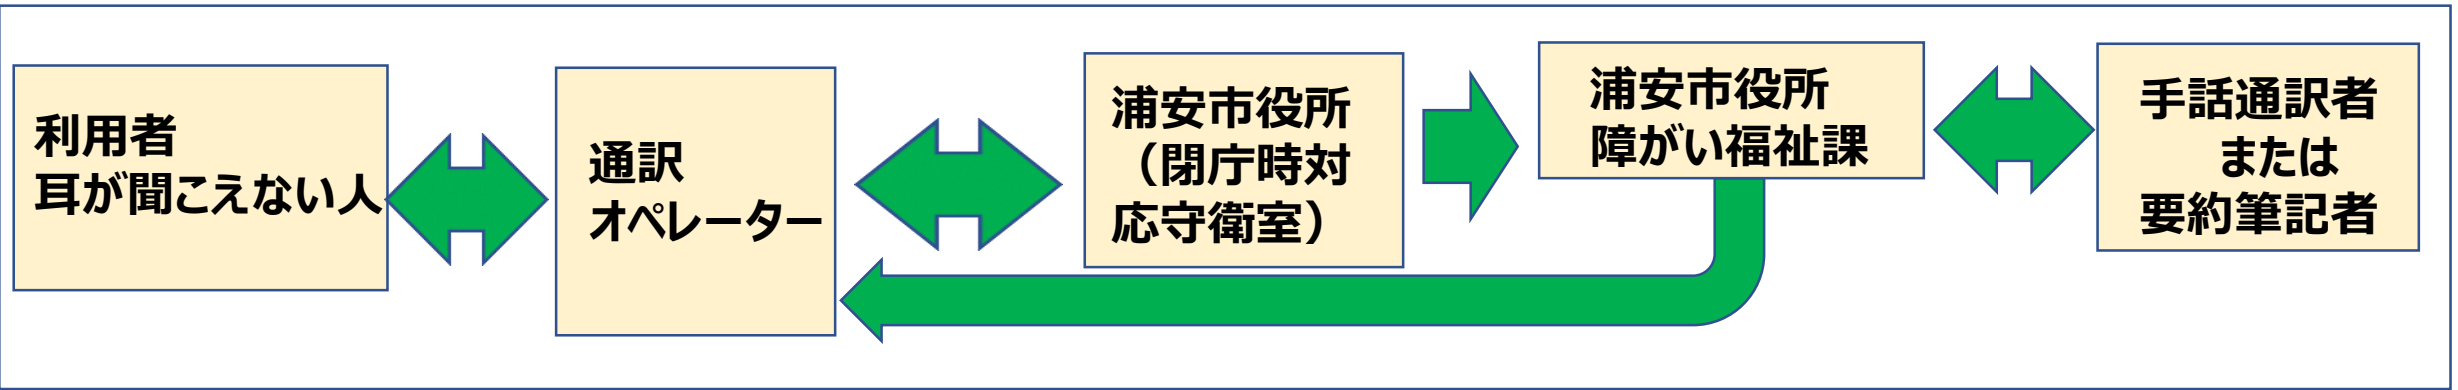 利用者
耳が聞こえない人
通訳
オペレーター
浦安市役所
（閉庁時対
応守衛室）
浦安市役所
障がい福祉課
手話通訳者
または
要約筆記者